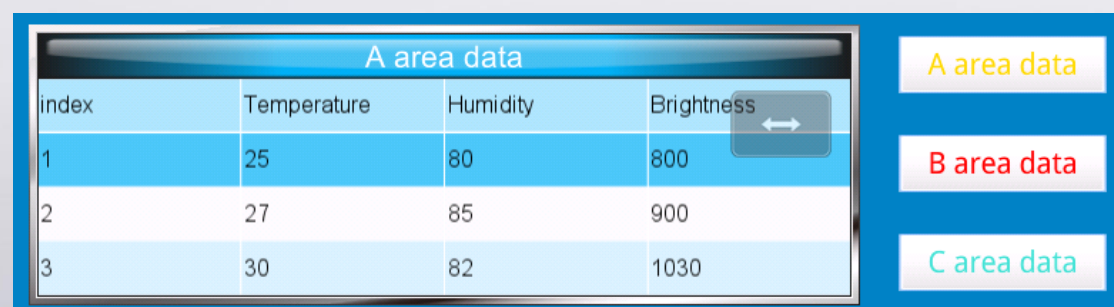 A area data
index Temperature Humidity Brightness
1 25 80 800
2 27 85 900
3 30 82 1030
A area data
B area data
C area data